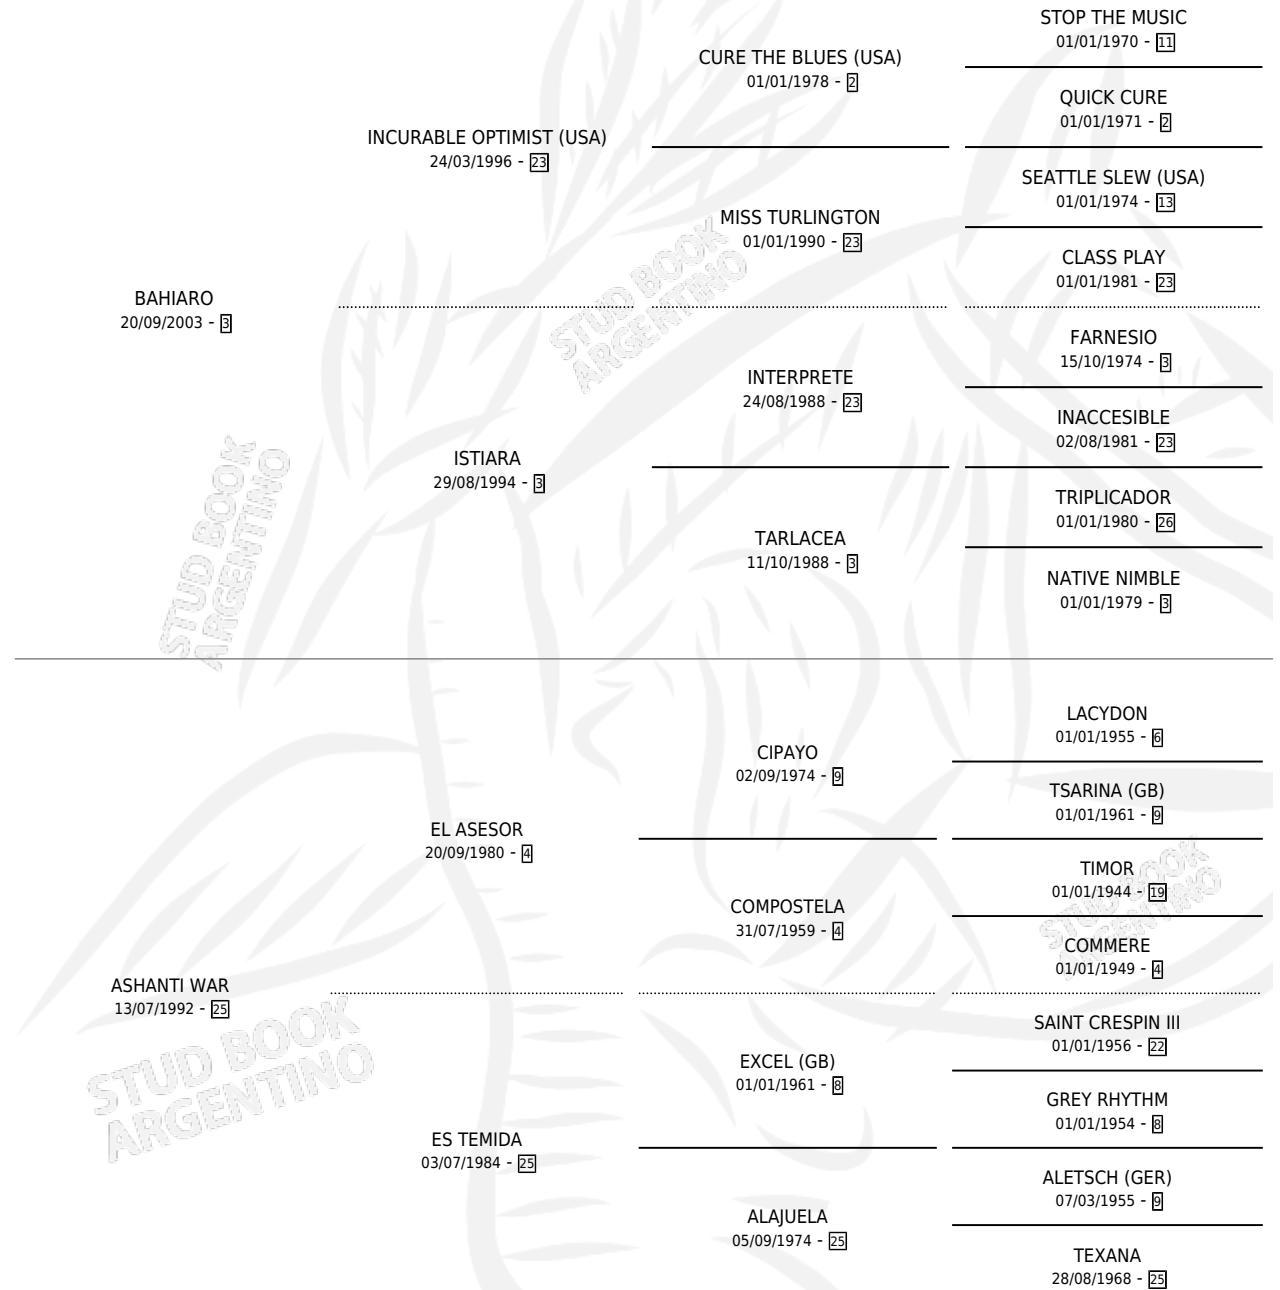 STOP THE MUSIC
01/01/1970 - 11
CURE THE BLUES (USA)
01/01/1978 - 2
QUICK CURE
01/01/1971 - 2
INCURABLE OPTIMIST (USA)
24/03/1996 - 23
SEATTLE SLEW (USA)
01/01/1974 - 13
MISS TURLINGTON
01/01/1990 - 23
CLASS PLAY
01/01/1981 - 23
BAHIARO
20/09/2003 - 3
FARNESIO
15/10/1974 - 3
INTERPRETE
24/08/1988 - 23
INACCESIBLE
02/08/1981 - 23
ISTIARA
29/08/1994 - 3
TRIPLICADOR
01/01/1980 - 26
TARLACEA
11/10/1988 - 3
NATIVE NIMBLE
01/01/1979 - 3
STUD BOOK
ARGENTINO
STUD BOOK
ARGENTINO
LACYDON
01/01/1955 - 6
CIPAYO
02/09/1974 - 9
TSARINA (GB)
01/01/1961 - 9
EL ASESOR
20/09/1980 - 4
TIMOR
01/01/1944 - 19
COMPOSTELA
31/07/1959 - 4
COMMERE
01/01/1949 - 4
ASHANTI WAR
13/07/1992 - 25
SAINT CRESPIN III
01/01/1956 - 22
EXCEL (GB)
01/01/1961 - 8
GREY RHYTHM
01/01/1954 - 8
ES TEMIDA
03/07/1984 - 25
ALETSCH (GER)
07/03/1955 - 9
ALAJUELA
05/09/1974 - 25
TEXANA
28/08/1968 - 25
STUD BOOK
ARGENTINO
STUD BOOK
ARGENTINO